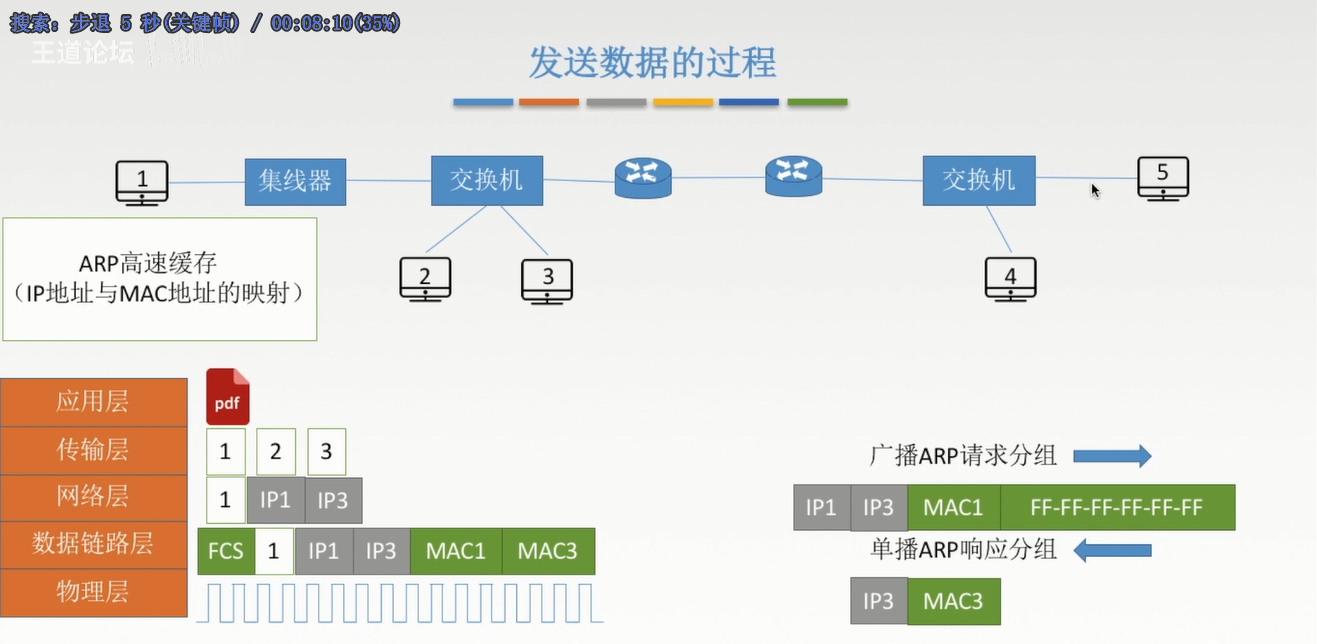 搜索: 步退 5 秒(关键帧) / 00:08:10(35%)
王道论坛
发送数据的过程
1
集线器
交换机
交换机
5
2
3
4
ARP高速缓存
（IP地址与MAC地址的映射）
应用层
pdf
传输层
1 2 3
网络层
1 IP1 IP3
数据链路层
FCS 1 IP1 IP3 MAC1 MAC3
物理层
广播ARP请求分组
IP1 IP3 MAC1 FF-FF-FF-FF-FF-FF
单播ARP响应分组
IP3 MAC3